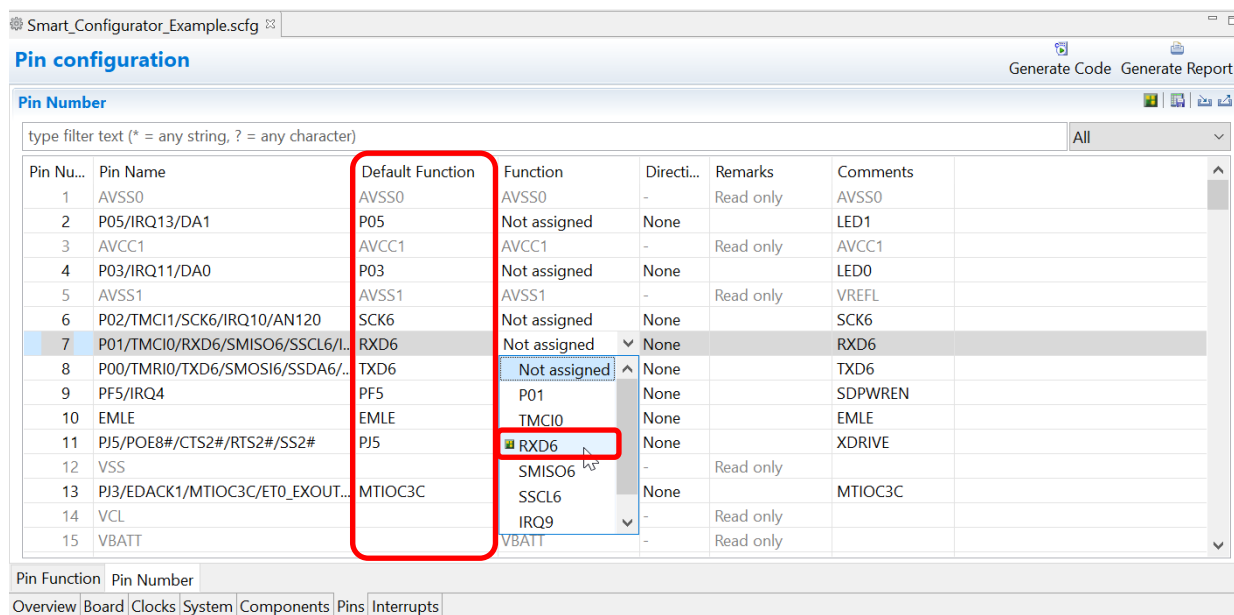 Smart_Configurator_Example.scfg
Pin configuration
Generate Code Generate Report
Pin Number
type filter text (* = any string, ? = any character) All
Pin Nu... Pin Name Default Function Function Directi... Remarks Comments
1 AVSS0 AVSS0 AVSS0 - Read only AVSS0
2 P05/IRQ13/DA1 P05 Not assigned None LED1
3 AVCC1 AVCC1 AVCC1 - Read only AVCC1
4 P03/IRQ11/DA0 P03 Not assigned None LED0
5 AVSS1 AVSS1 AVSS1 - Read only VREFL
6 P02/TMCI1/SCK6/IRQ10/AN120 SCK6 Not assigned None SCK6
7 P01/TMCI0/RXD6/SMISO6/SSCL6/I... RXD6 Not assigned None RXD6
8 P00/TMRI0/TXD6/SMOSI6/SSDA6/... TXD6 Not assigned None TXD6
9 PF5/IRQ4 PF5 P01 None SDPWREN
10 EMLE EMLE TMCI0 None EMLE
11 PJ5/POE8#/CTS2#/RTS2#/SS2# PJ5 RXD6 None XDRIVE
12 VSS SMISO6 - Read only
13 PJ3/EDACK1/MTIOC3C/ET0_EXOUT... MTIOC3C SSCL6 None MTIOC3C
14 VCL IRQ9 - Read only
15 VBATT VBATT - Read only
Pin Function Pin Number
Overview Board Clocks System Components Pins Interrupts